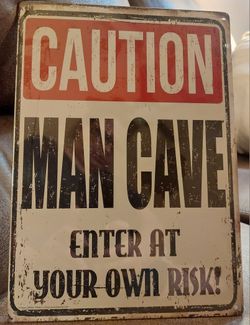 CAUTION
MAN CAVE
ENTER AT
YOUR OWN RISK!